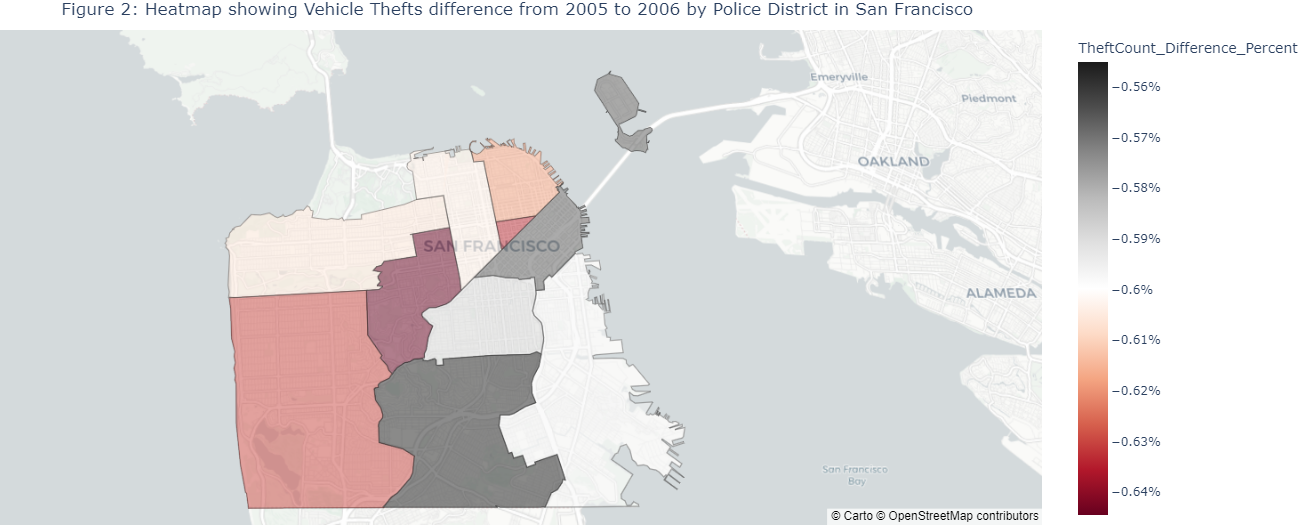 Figure 2: Heatmap showing Vehicle Thefts difference from 2005 to 2006 by Police District in San Francisco
TheftCount_Difference_Percent
−0.56%
−0.57%
−0.58%
−0.59%
−0.6%
−0.61%
−0.62%
−0.63%
−0.64%
Emeryville
Piedmont
OAKLAND
SAN FRANCISCO
ALAMEDA
San Francisco
Bay
© Carto © OpenStreetMap contributors